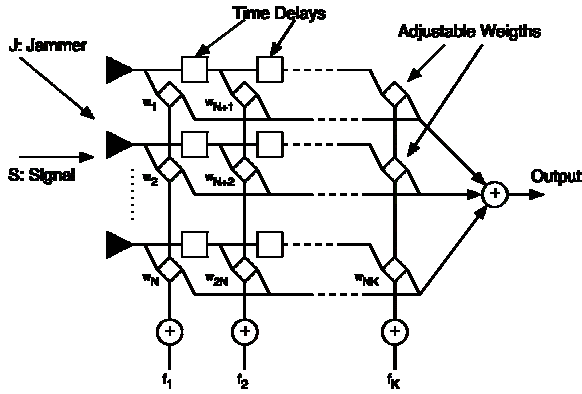 Time Delays
J: Jammer
Adjustable Weigths
w1
wN+1
S: Signal
w2
wN+2
+
Output
wN
w2N
wNK
+
+
+
f1
f2
fK